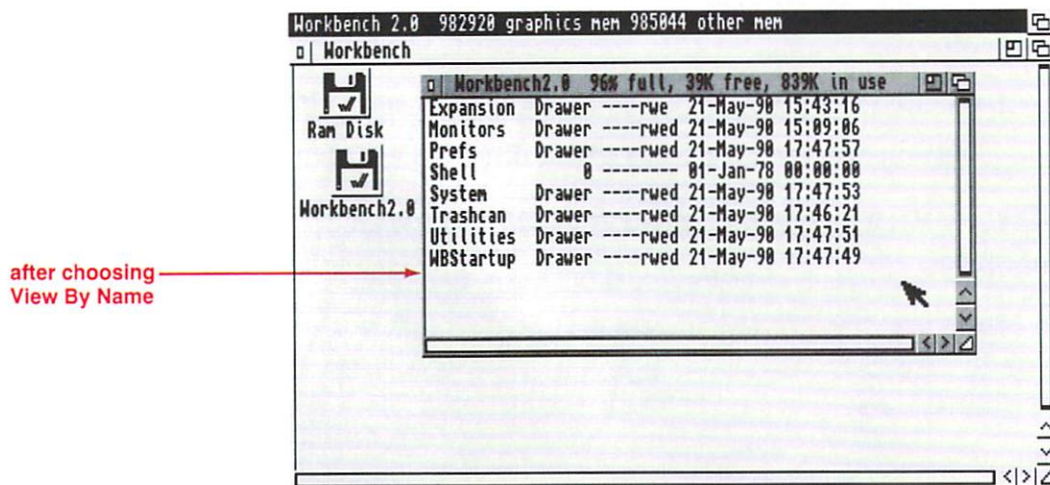 Workbench 2.0  982920 graphics mem 985044 other mem
Workbench
Ram Disk
Workbench2.0
Workbench2.0  96% full, 39K free, 839K in use
Expansion  Drawer ----rwe  21-May-90 15:43:16
Monitors   Drawer ----rwed 21-May-90 15:09:06
Prefs      Drawer ----rwed 21-May-90 17:47:57
Shell           0 -------- 01-Jan-78 00:00:00
System     Drawer ----rwed 21-May-90 17:47:53
Trashcan   Drawer ----rwed 21-May-90 17:46:21
Utilities  Drawer ----rwed 21-May-90 17:47:51
WBStartup  Drawer ----rwed 21-May-90 17:47:49
after choosing
View By Name